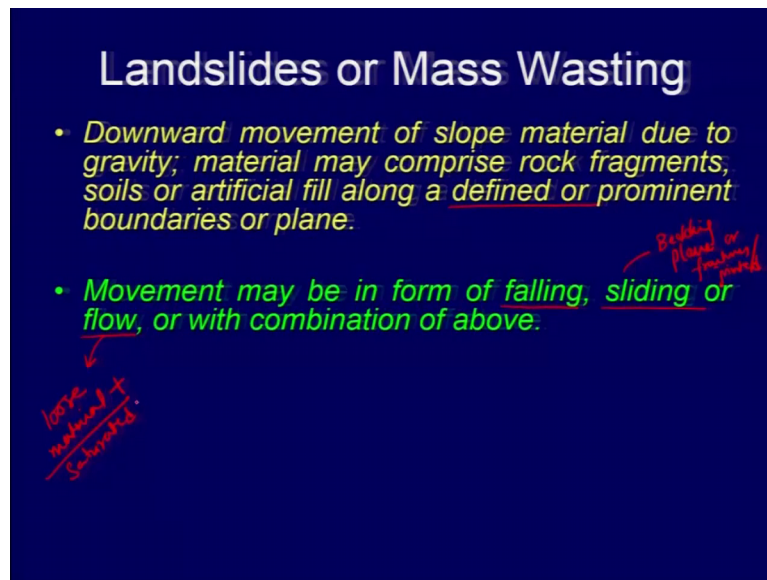 Landslides or Mass Wasting
• Downward movement of slope material due to
gravity; material may comprise rock fragments,
soils or artificial fill along a defined or prominent
boundaries or plane.
Bedding
plane or
fractures/
• Movement may be in form of falling, sliding or
flow, or with combination of above.
loose
material +
saturated